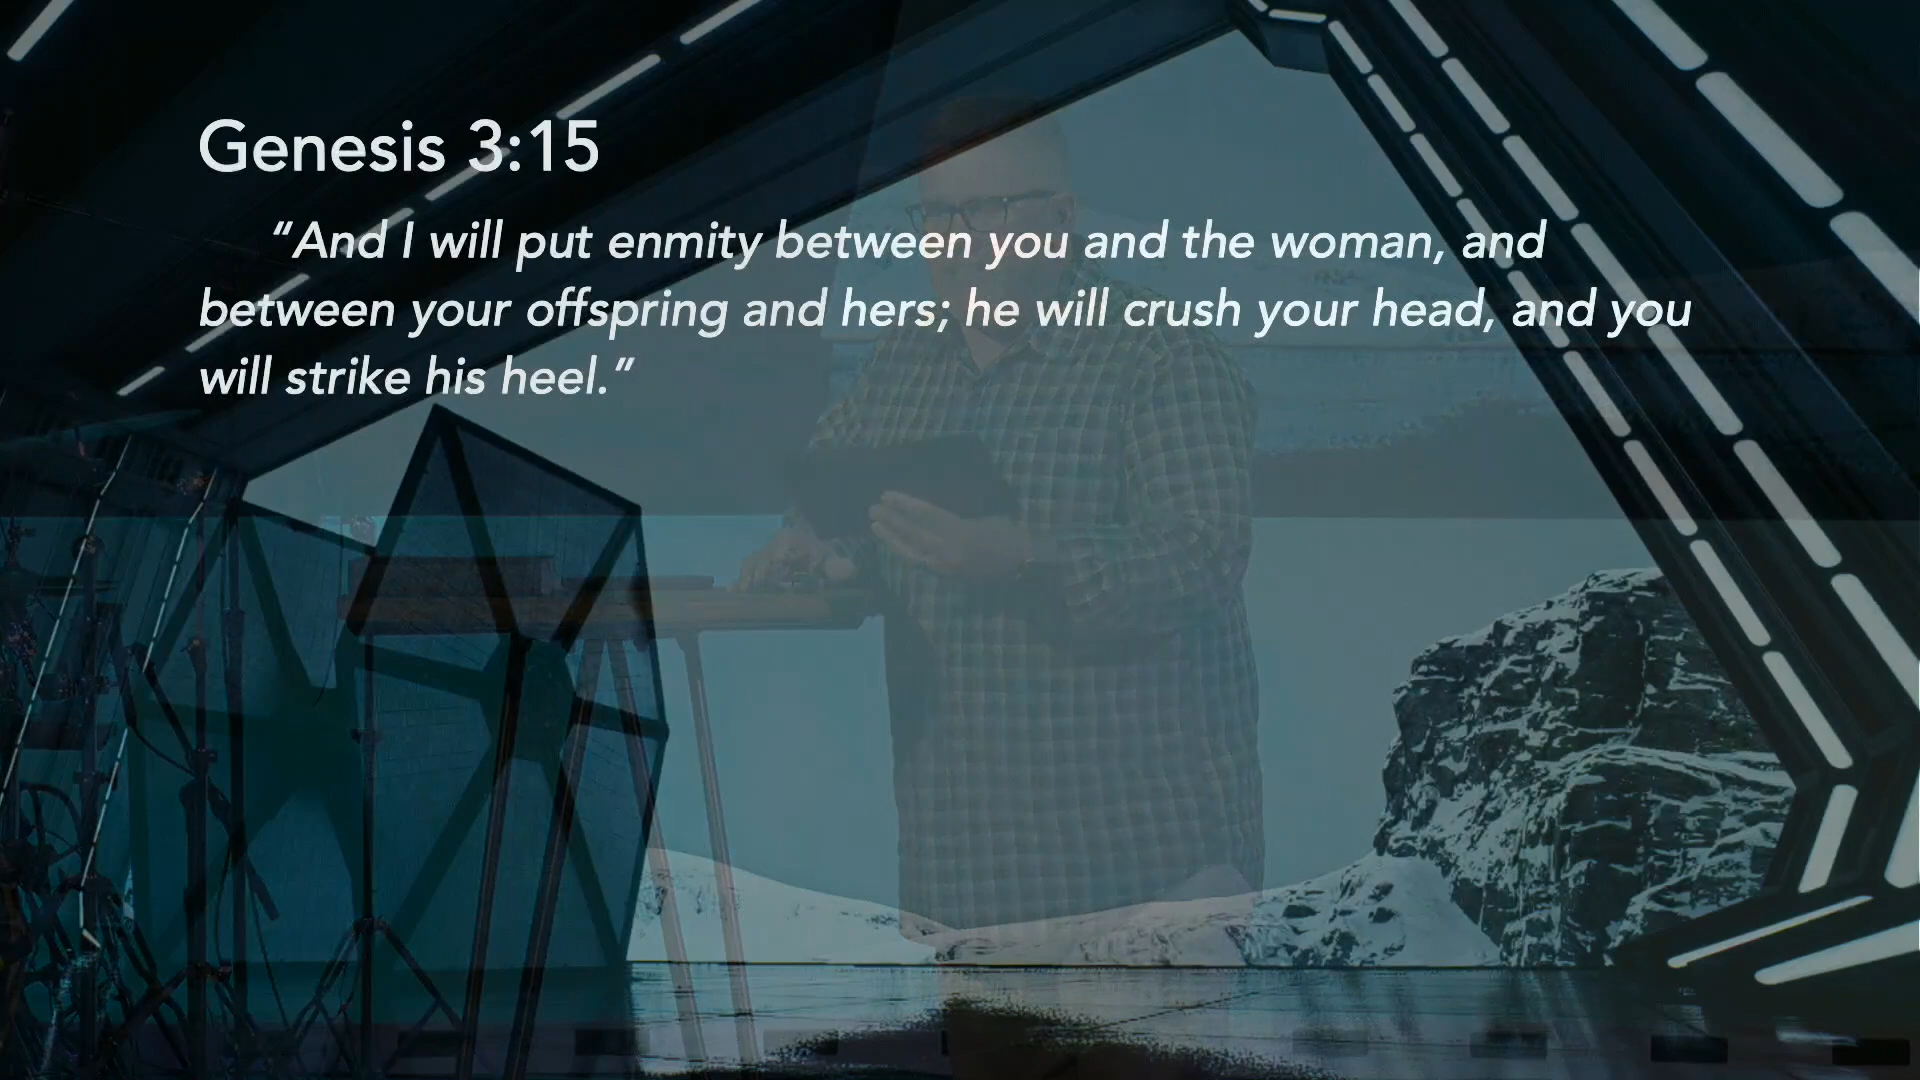 Genesis 3:15
“And I will put enmity between you and the woman, and
between your offspring and hers; he will crush your head, and you
will strike his heel.”